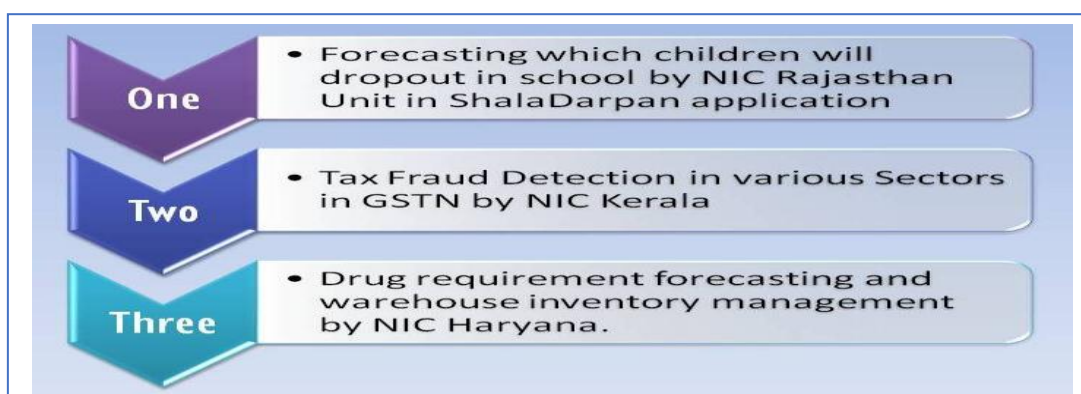 One
• Forecasting which children will
dropout in school by NIC Rajasthan
Unit in ShalaDarpan application
Two
• Tax Fraud Detection in various Sectors
in GSTN by NIC Kerala
Three
• Drug requirement forecasting and
warehouse inventory management
by NIC Haryana.